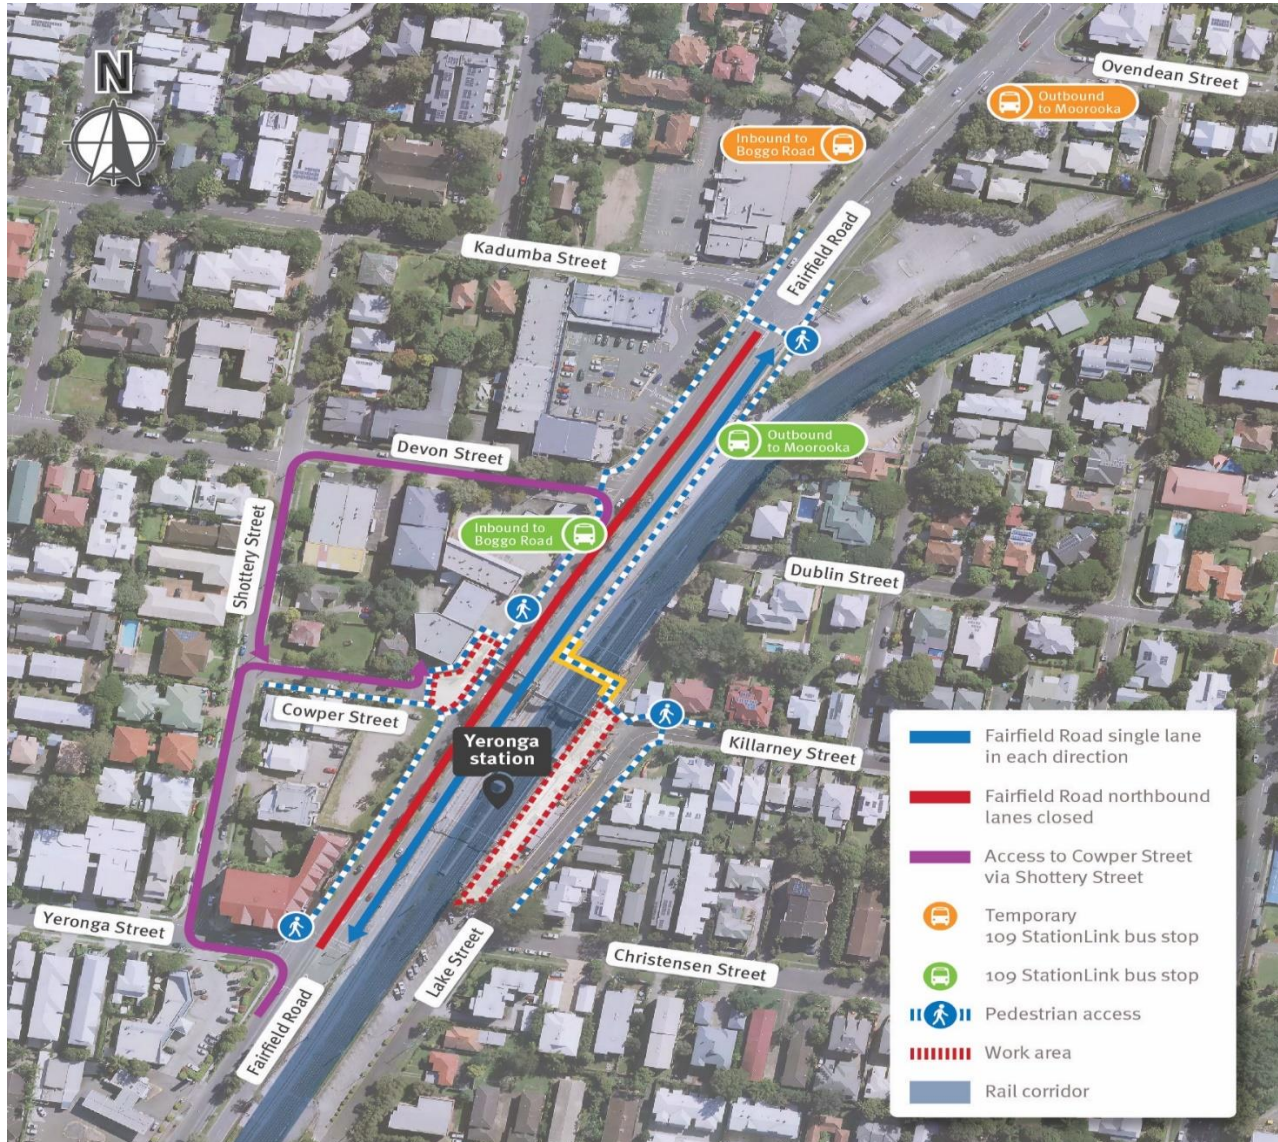 N
Ovendean Street
Outbound
to Moorooka
Inbound to
Boggo Road
Fairfield Road
Kadumba Street
Devon Street
Outbound
to Moorooka
Inbound to
Boggo Road
Shottery Street
Dublin Street
Cowper Street
Yeronga
station
Killarney Street
Yeronga Street
Lake Street
Christensen Street
Fairfield Road
Fairfield Road single lane
in each direction
Fairfield Road northbound
lanes closed
Access to Cowper Street
via Shottery Street
Temporary
109 StationLink bus stop
109 StationLink bus stop
Pedestrian access
Work area
Rail corridor